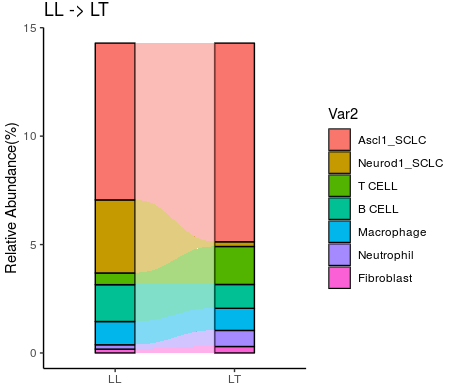 LL -> LT
15
10
5
0
Relative Abundance(%)
LL
LT
Var2
Ascl1_SCLC
Neurod1_SCLC
T CELL
B CELL
Macrophage
Neutrophil
Fibroblast